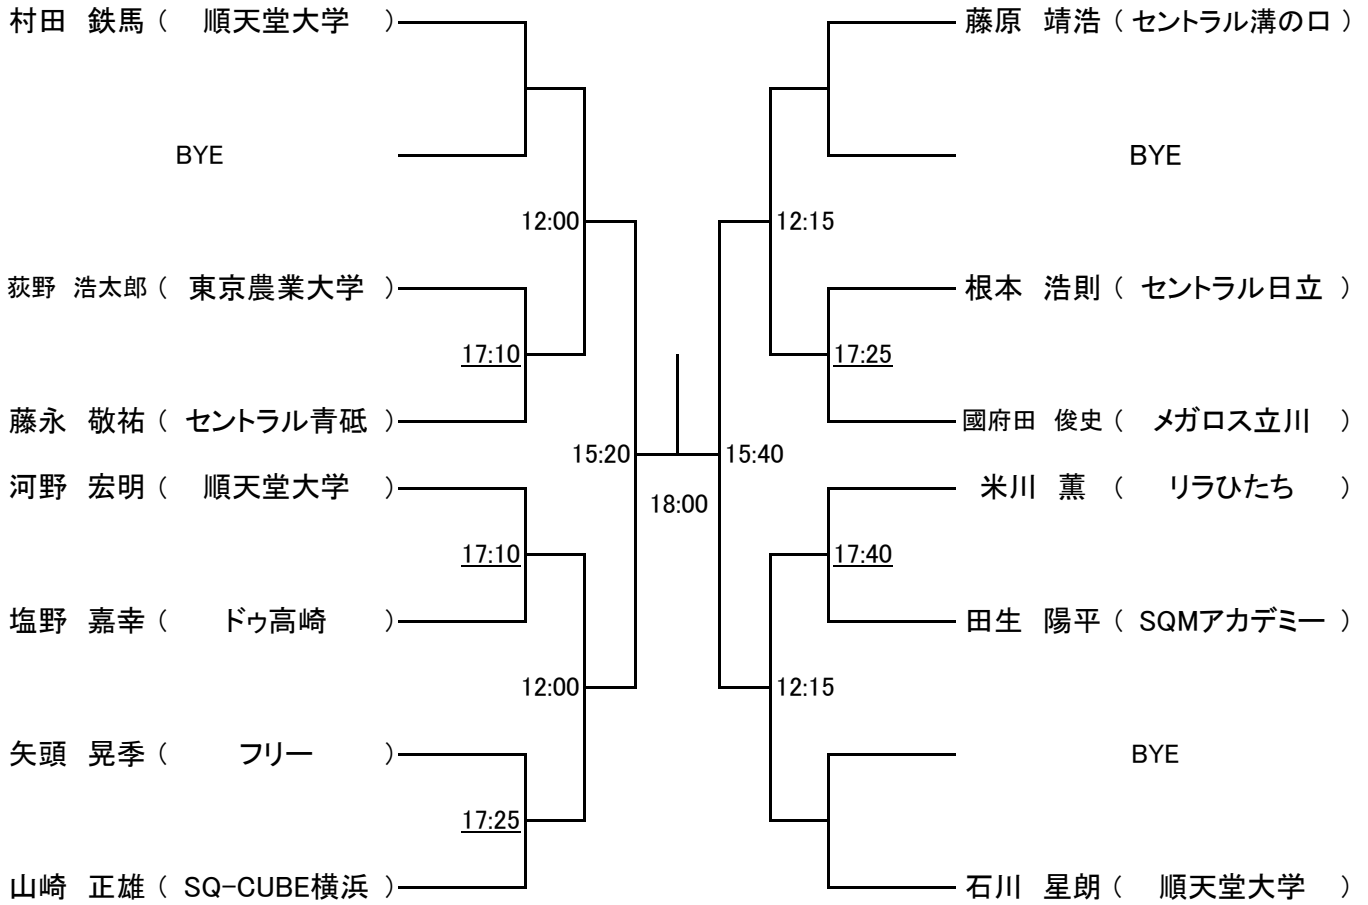 村田 鉄馬 ( 順天堂大学 )
BYE
12:00
荻野 浩太郎 ( 東京農業大学 )
17:10
藤永 敬祐 ( セントラル青砥 )
15:20
河野 宏明 ( 順天堂大学 )
17:10
塩野 嘉幸 ( ドゥ高崎 )
12:00
矢頭 晃季 ( フリー )
17:25
山崎 正雄 ( SQ-CUBE横浜 )
18:00
藤原 靖浩 ( セントラル溝の口 )
BYE
12:15
根本 浩則 ( セントラル日立 )
17:25
國府田 俊史 ( メガロス立川 )
15:40
米川 薫 ( リラひたち )
17:40
田生 陽平 ( SQMアカデミー )
12:15
BYE
石川 星朗 ( 順天堂大学 )